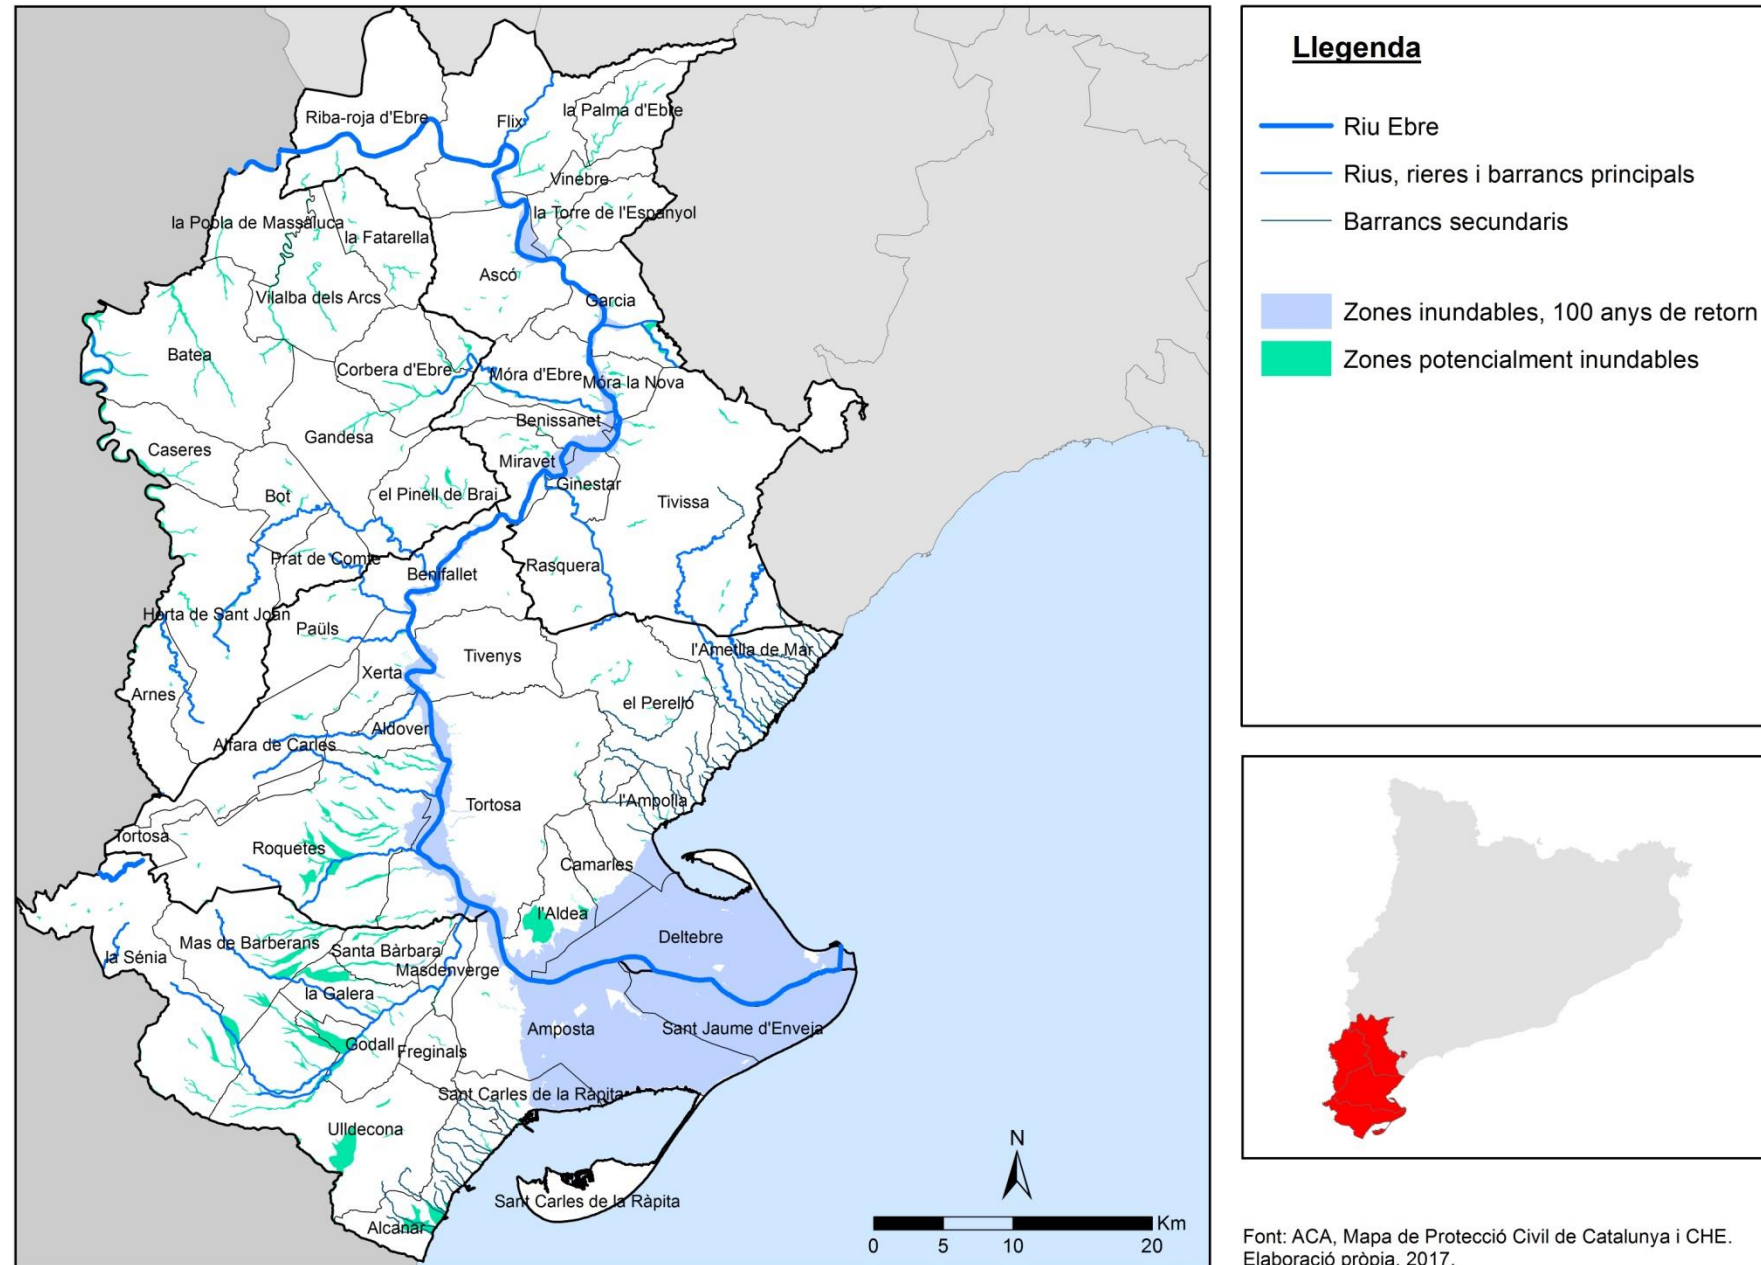 Riba-roja d'Ebre
Flix
la Palma d'Ebre
Vinebre
la Torre de l'Espanyol
la Pobla de Massaluca
la Fatarella
Ascó
Vilalba dels Arcs
Garcia
Batea
Corbera d'Ebre
Móra d'Ebre
Móra la Nova
Benissanet
Gandesa
Caseres
Miravet
Ginestar
Bot
el Pinell de Brai
Tivissa
Prat de Comte
Benifallet
Rasquera
Horta de Sant Joan
Paüls
Tivenys
l'Ametlla de Mar
Xerta
Arnes
el Perelló
Aldover
Alfara de Carles
Tortosa
l'Ampolla
Tortosa
Roquetes
Camarles
l'Aldea
Deltebre
Mas de Barberans
Santa Bàrbara
la Sénia
Masdenverge
la Galera
Amposta
Sant Jaume d'Enveja
Godall
Freginals
Sant Carles de la Ràpita
Ulldecona
Sant Carles de la Ràpita
Alcanar
N
Km
0 5 10 20
Llegenda
Riu Ebre
Rius, rieres i barrancs principals
Barrancs secundaris
Zones inundables, 100 anys de retorn
Zones potencialment inundables
Font: ACA, Mapa de Protecció Civil de Catalunya i CHE.
Elaboració pròpia, 2017.